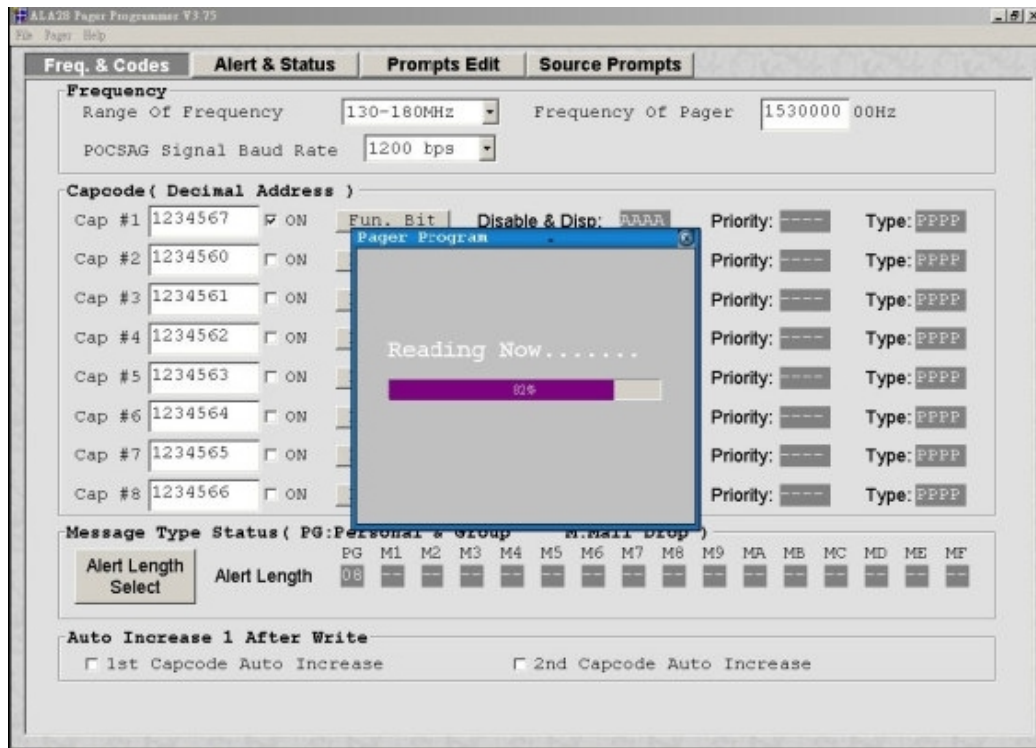 ALA28 Pager Programmer V3.75
File Pager Help
Freq. & Codes Alert & Status Prompts Edit Source Prompts
Frequency
Range Of Frequency 130-180MHz Frequency Of Pager 1530000 00Hz
POCSAG Signal Baud Rate 1200 bps
Capcode( Decimal Address )
Cap #1 1234567 ON Fun. Bit Disable & Disp: AAAA Priority: ---- Type: PPPP
Pager Program
Cap #2 1234560 ON Priority: ---- Type: PPPP
Cap #3 1234561 ON Priority: ---- Type: PPPP
Cap #4 1234562 ON Priority: ---- Type: PPPP
Reading Now.......
Cap #5 1234563 ON Priority: ---- Type: PPPP
82%
Cap #6 1234564 ON Priority: ---- Type: PPPP
Cap #7 1234565 ON Priority: ---- Type: PPPP
Cap #8 1234566 ON Priority: ---- Type: PPPP
Message Type Status( PG:Personal & Group M:Mail Drop )
PG M1 M2 M3 M4 M5 M6 M7 M8 M9 MA MB MC MD ME MF
Alert Length Select
Alert Length 08 -- -- -- -- -- -- -- -- -- -- -- -- -- -- --
Auto Increase 1 After Write
1st Capcode Auto Increase 2nd Capcode Auto Increase